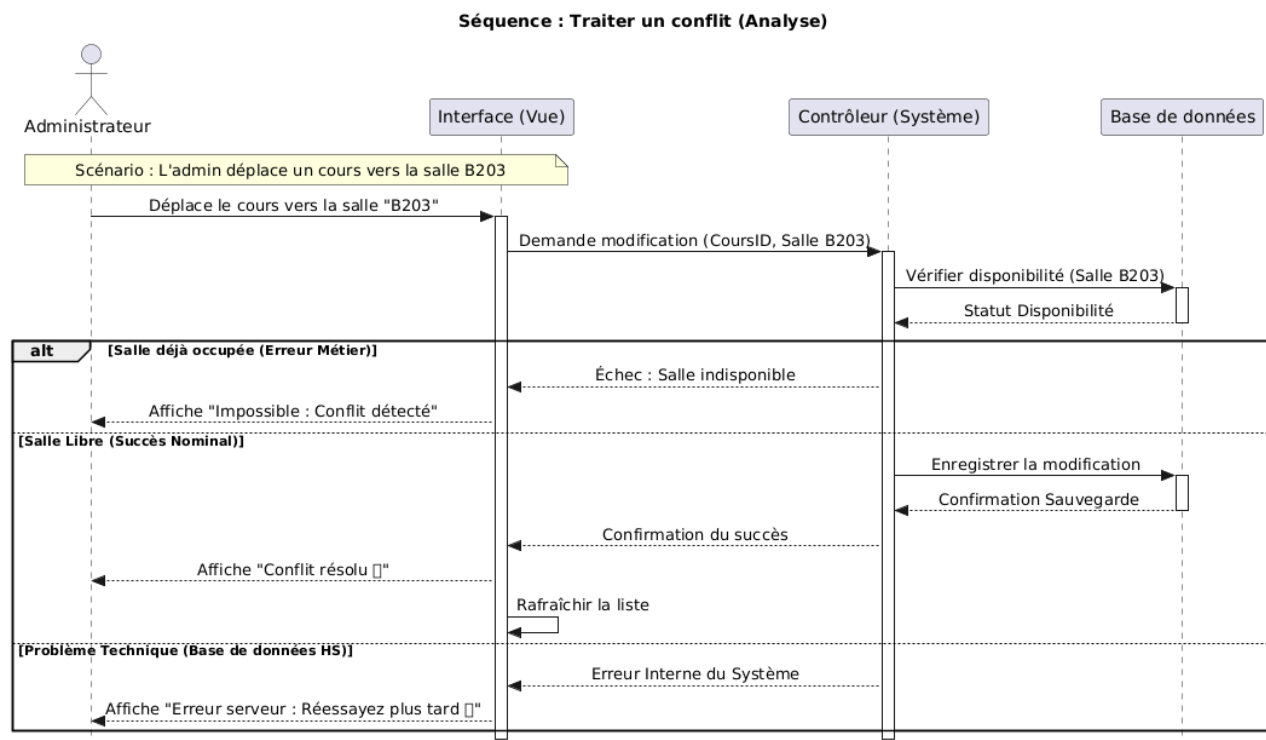 Séquence : Traiter un conflit (Analyse)
Administrateur
Interface (Vue)
Contrôleur (Système)
Base de données
Scénario : L'admin déplace un cours vers la salle B203
Déplace le cours vers la salle "B203"
Demande modification (CoursID, Salle B203)
Vérifier disponibilité (Salle B203)
Statut Disponibilité
alt [Salle déjà occupée (Erreur Métier)]
Échec : Salle indisponible
Affiche "Impossible : Conflit détecté"
[Salle Libre (Succès Nominal)]
Enregistrer la modification
Confirmation Sauvegarde
Confirmation du succès
Affiche "Conflit résolu "
Rafraîchir la liste
[Problème Technique (Base de données HS)]
Erreur Interne du Système
Affiche "Erreur serveur : Réessayez plus tard "